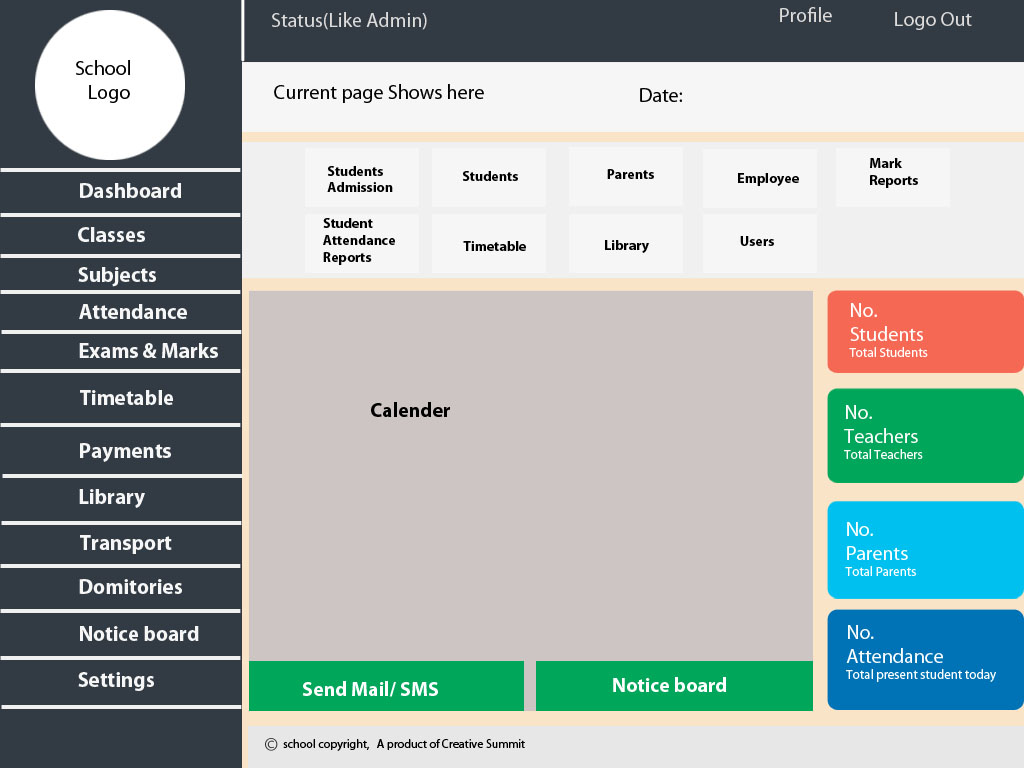 School
Logo
Status(Like Admin)
Profile
Logo Out
Current page Shows here
Date:
Dashboard
Classes
Subjects
Attendance
Exams & Marks
Timetable
Payments
Library
Transport
Domitories
Notice board
Settings
Students
Admission
Students
Parents
Employee
Mark
Reports
Student
Attendance
Reports
Timetable
Library
Users
Calender
No.
Students
Total Students
No.
Teachers
Total Teachers
No.
Parents
Total Parents
No.
Attendance
Total present student today
Send Mail/ SMS
Notice board
© school copyright, A product of Creative Summit